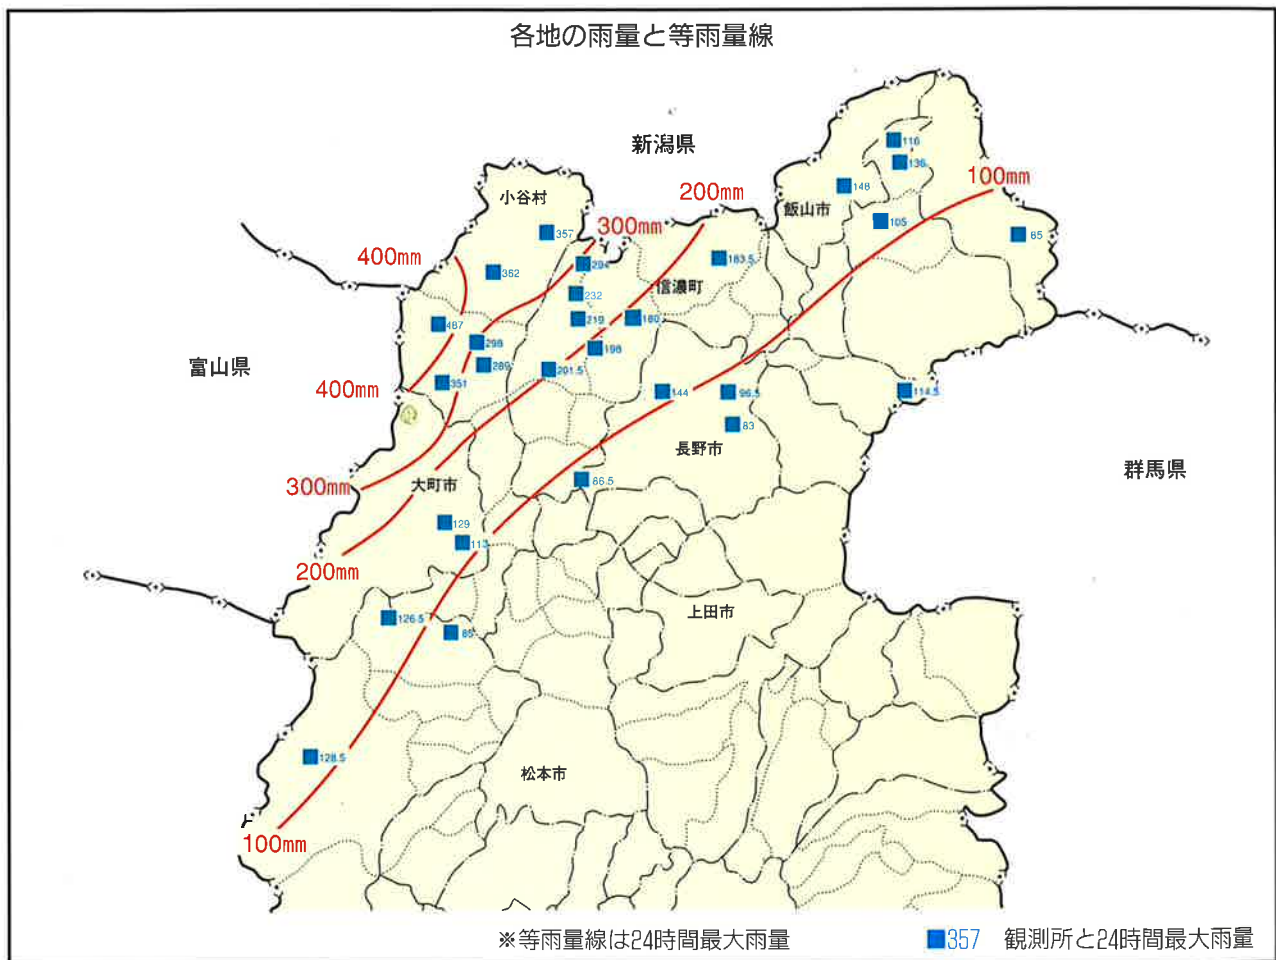 各地の雨量と等雨量線
新潟県
小谷村
200mm
100mm
飯山市
116
136
148
105
85
357
300mm
294
183.5
400mm
362
232
信濃町
487
219
180
298
198
富山県
289
201.5
351
400mm
144
96.5
114.5
83
長野市
群馬県
300mm
大町市
86.5
129
113
200mm
126.5
85
上田市
128.5
松本市
100mm
※等雨量線は24時間最大雨量
357 観測所と24時間最大雨量